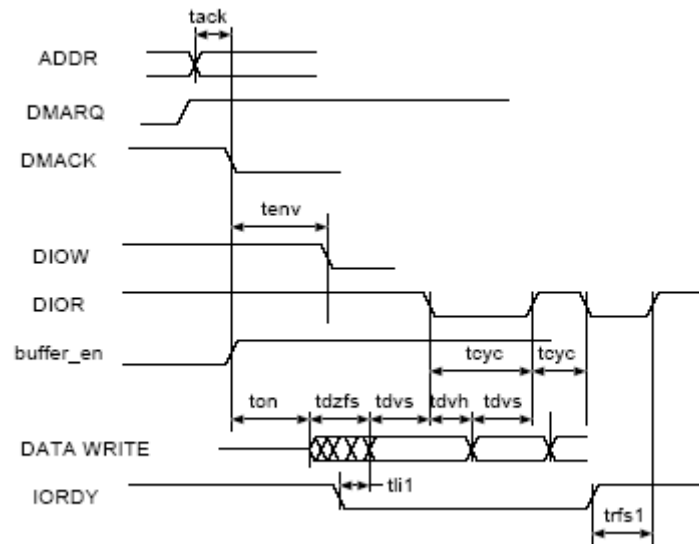 tack
ADDR
DMARQ
DMACK
tenv
DIOW
DIOR
buffer_en
tcyc tcyc
ton tdzfs tdvs tdvh tdvs
DATA WRITE
tli1
IORDY
trfs1